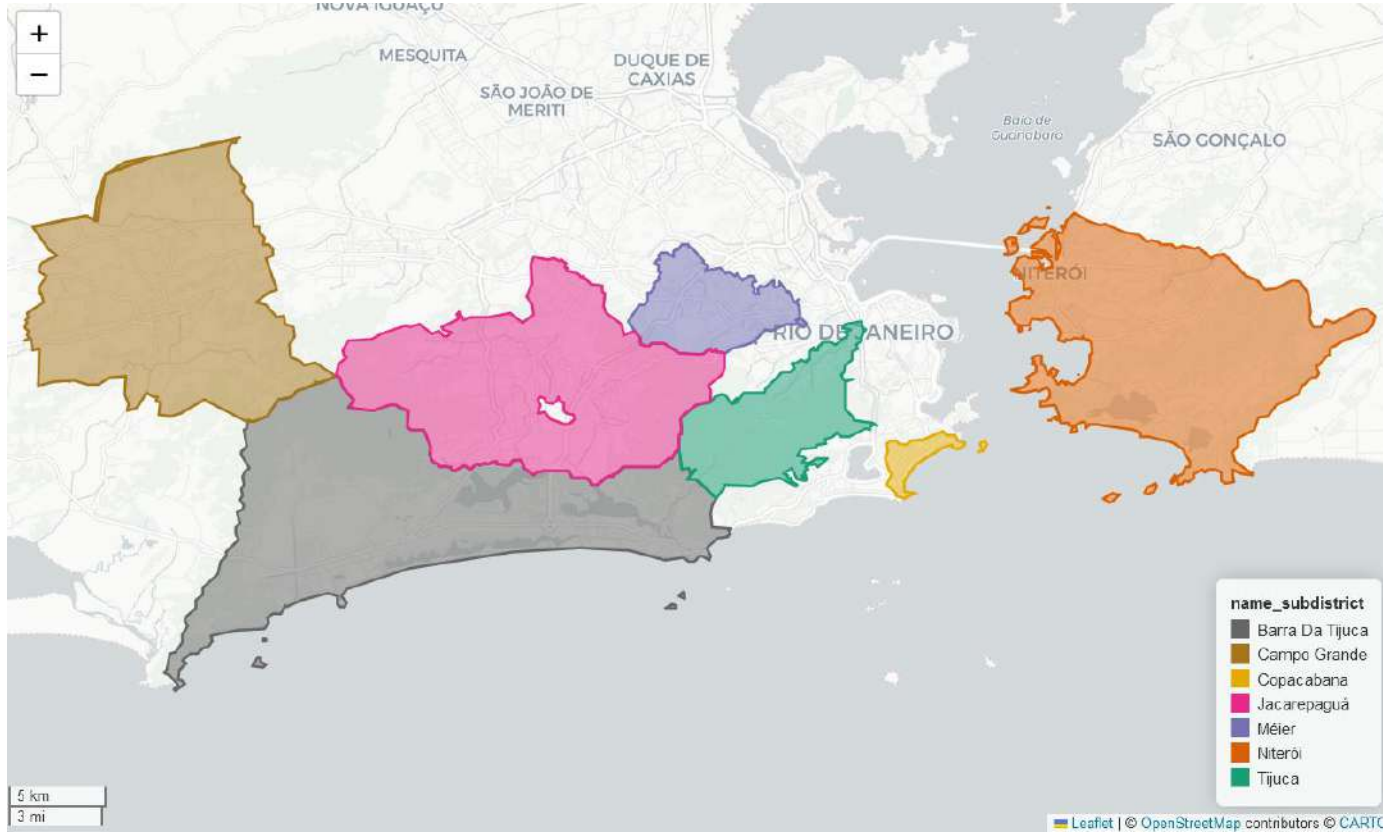 NOVA IGUAÇU
+
−
MESQUITA
DUQUE DE
CAXIAS
SÃO JOÃO DE
MERITI
Baía de
Guanabara
SÃO GONÇALO
NITERÓI
RIO DE JANEIRO
name_subdistrict
Barra Da Tijuca
Campo Grande
Copacabana
Jacarepaguá
Méier
Niterói
Tijuca
5 km
3 mi
Leaflet | © OpenStreetMap contributors © CARTO